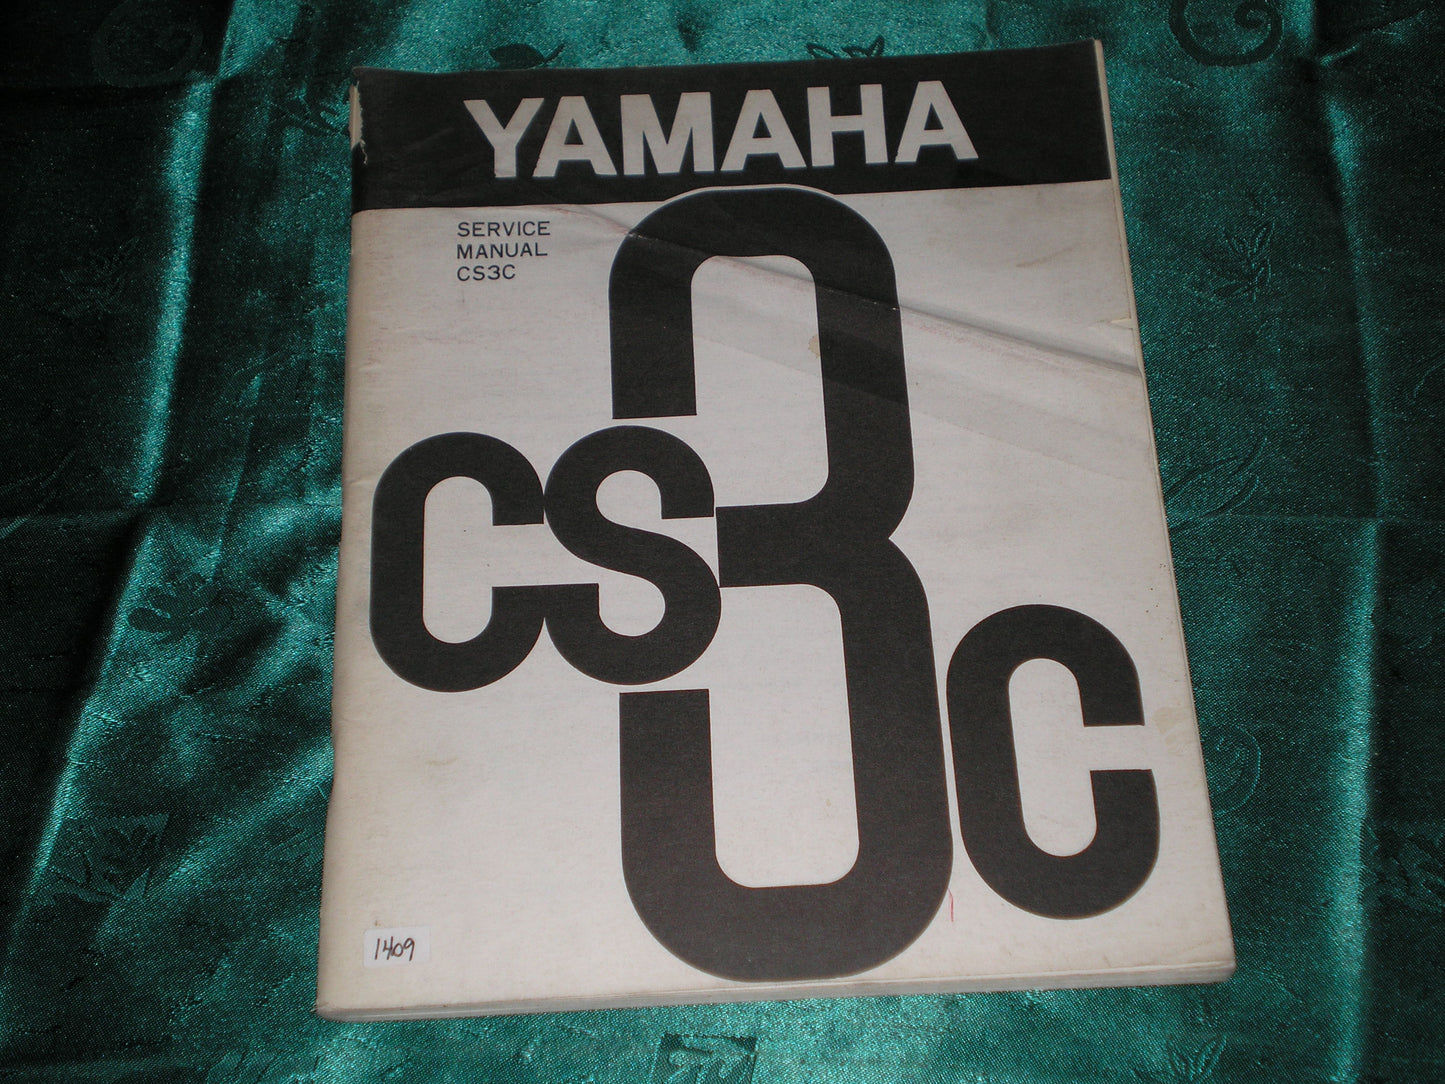 YAMAHA
SERVICE
MANUAL
CS3C
CS3C
1409